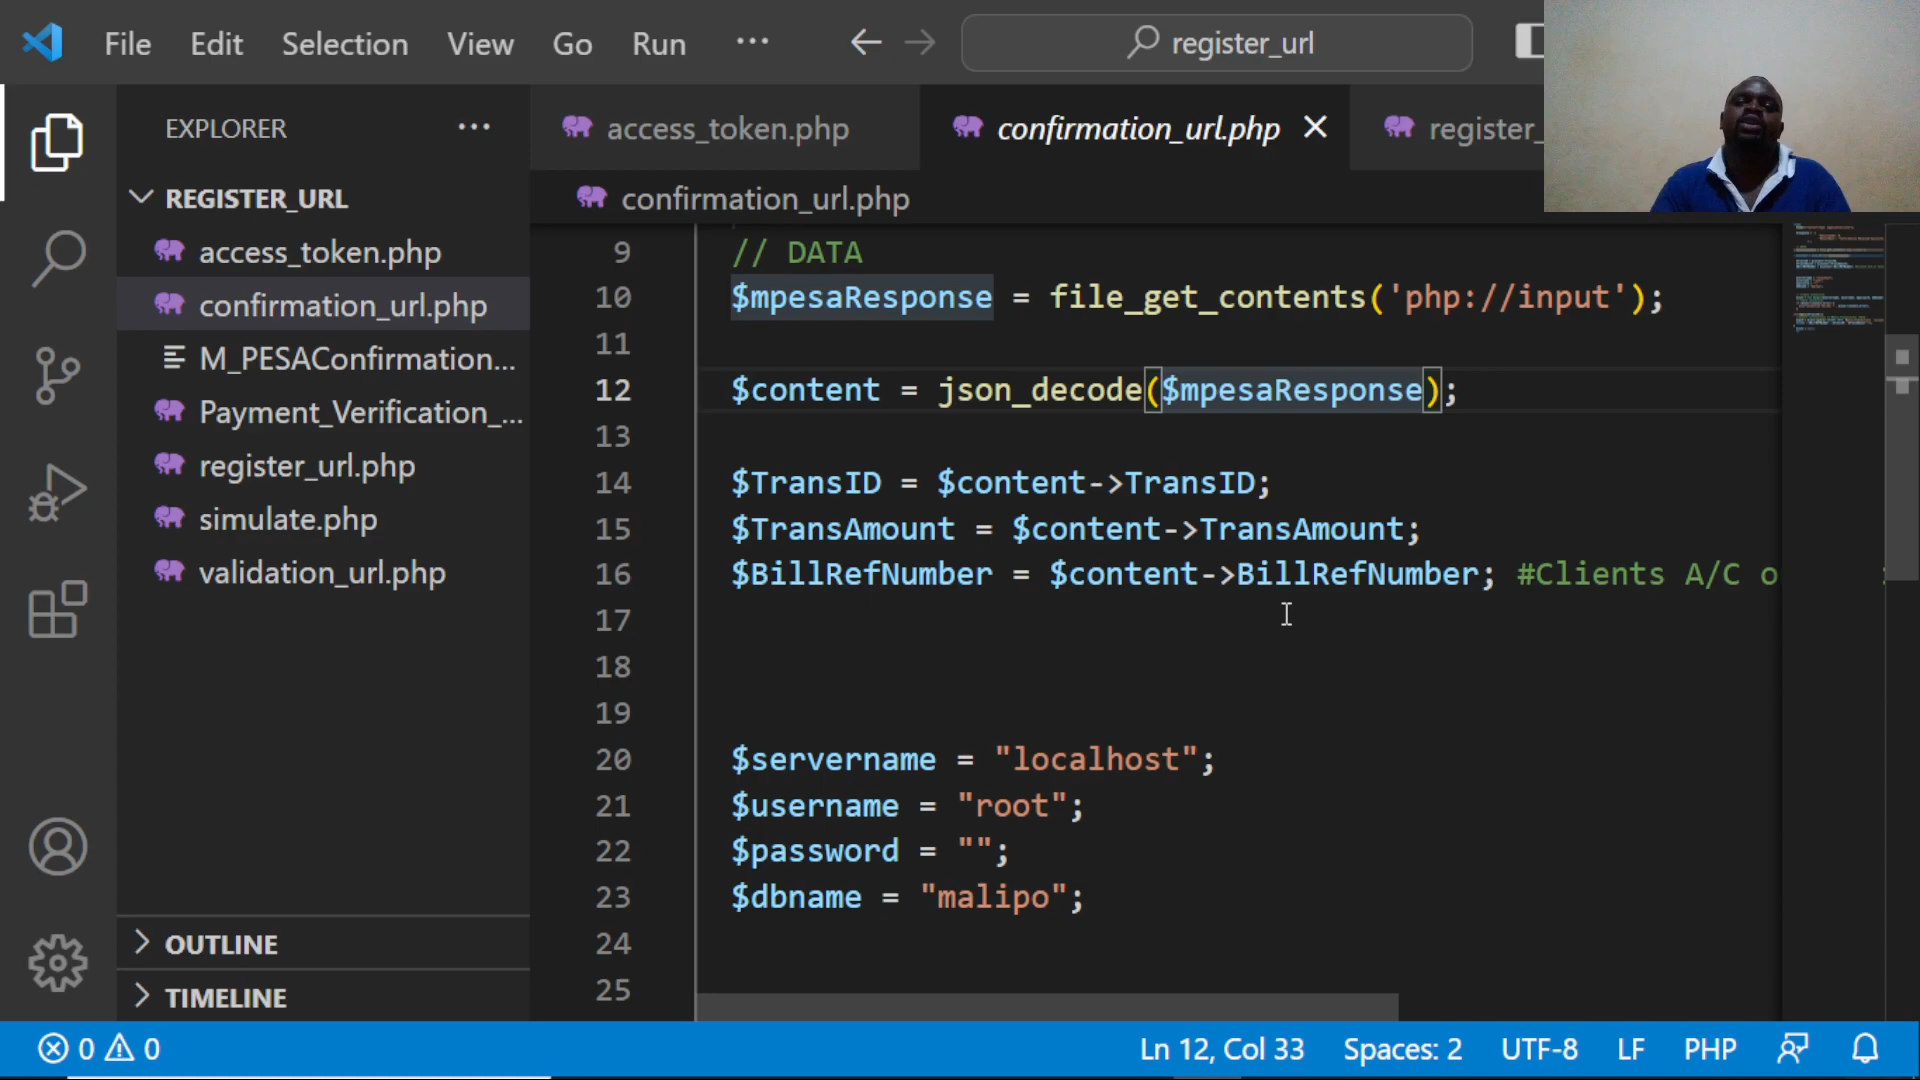 File Edit Selection View Go Run ··· register_url
EXPLORER ···
REGISTER_URL
access_token.php
confirmation_url.php
M_PESAConfirmation...
Payment_Verification_...
register_url.php
simulate.php
validation_url.php
OUTLINE
TIMELINE
access_token.php confirmation_url.php register_
confirmation_url.php
9 // DATA
10 $mpesaResponse = file_get_contents('php://input');
11
12 $content = json_decode($mpesaResponse);
13
14 $TransID = $content->TransID;
15 $TransAmount = $content->TransAmount;
16 $BillRefNumber = $content->BillRefNumber; #Clients A/C o
17
18
19
20 $servername = "localhost";
21 $username = "root";
22 $password = "";
23 $dbname = "malipo";
24
25
0 0 Ln 12, Col 33 Spaces: 2 UTF-8 LF PHP